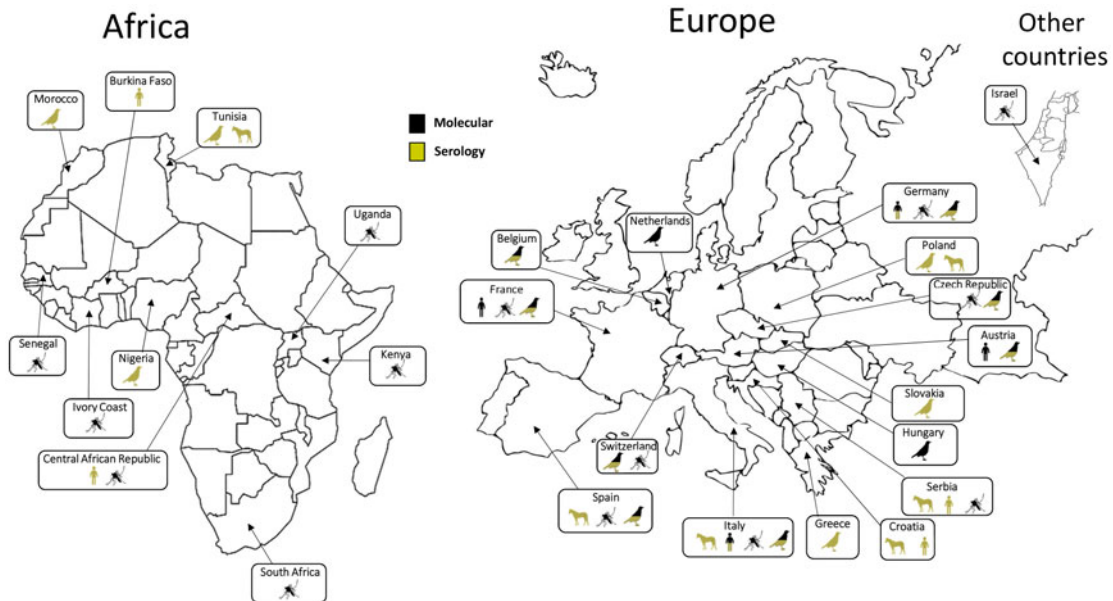 Africa
Europe
Other
countries
Burkina Faso
Morocco
Tunisia
Molecular
Serology
Israel
Uganda
Germany
Netherlands
Belgium
Poland
France
Czech Republic
Austria
Senegal
Nigeria
Kenya
Ivory Coast
Slovakia
Hungary
Central African Republic
Switzerland
Serbia
Spain
Italy
Greece
Croatia
South Africa